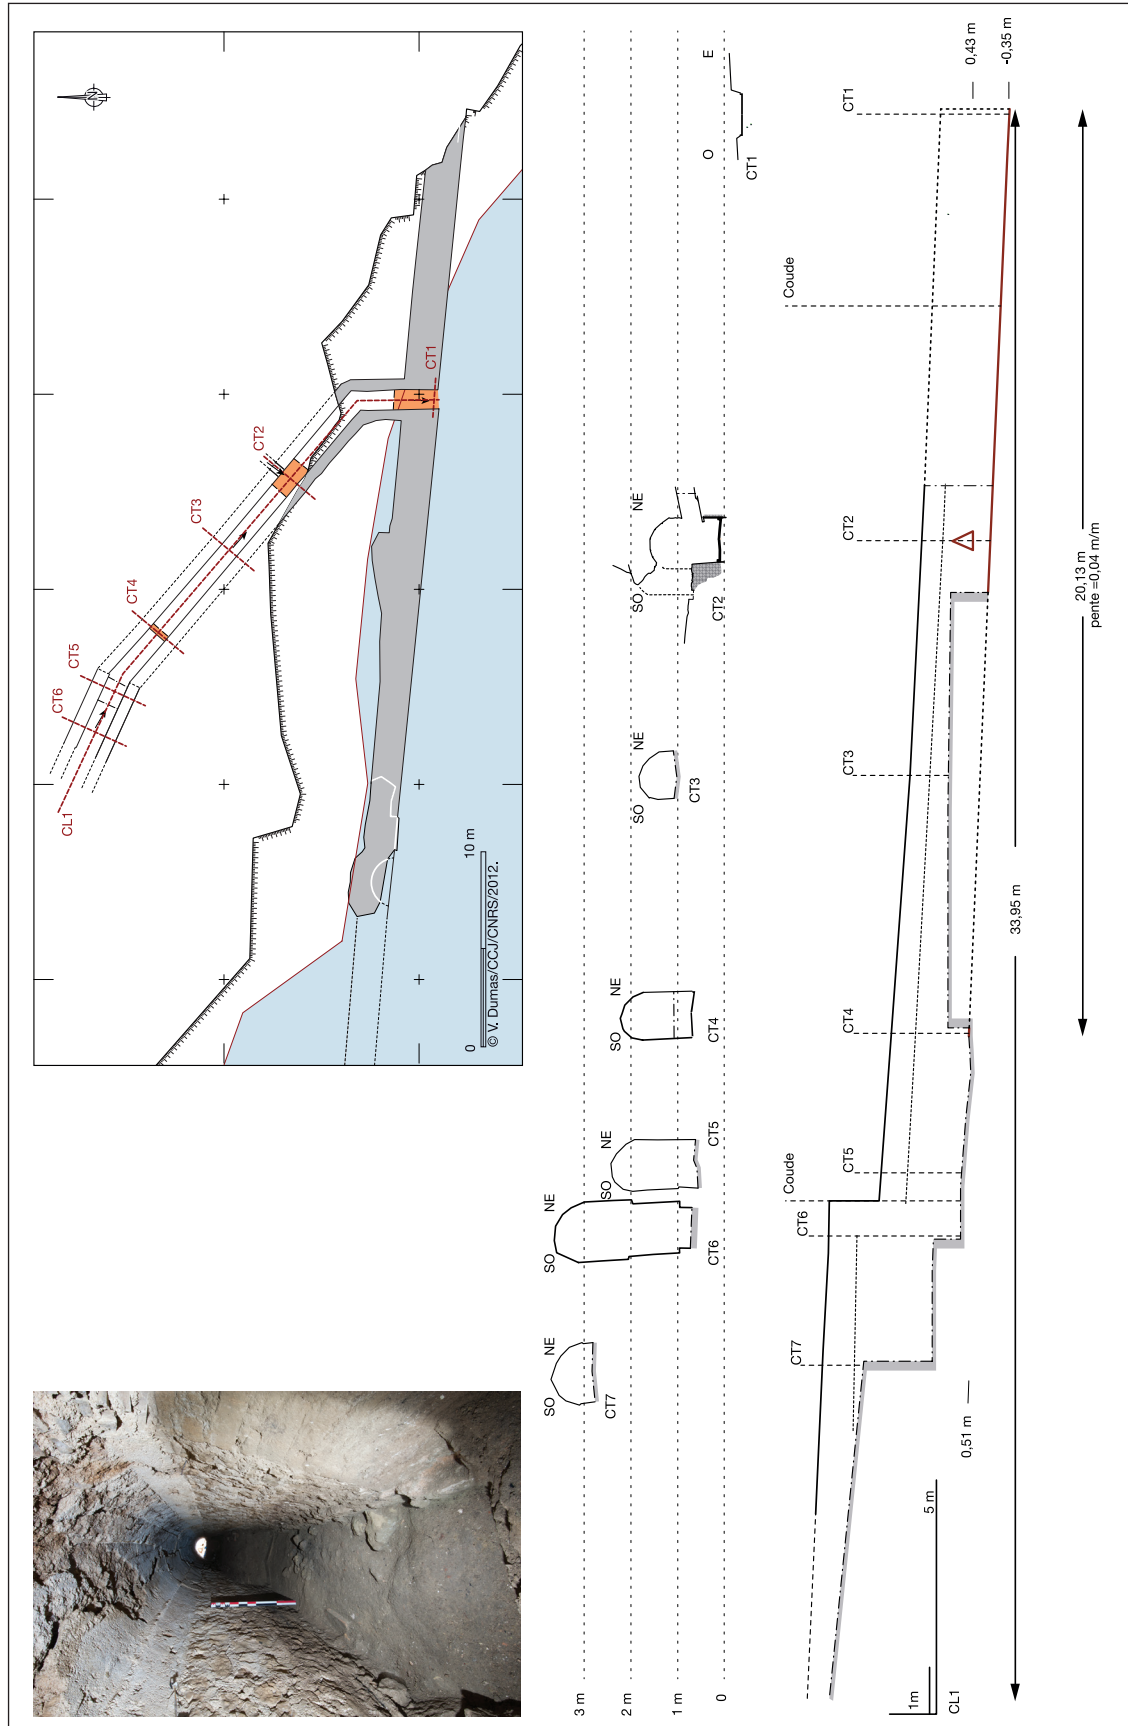 N
CL1
CT6
CT5
CT4
CT3
CT2
CT1
0 10 m
© V. Dumas/CCJ/CNRS/2012.
3 m
2 m
1 m
0
SO NE
CT7
SO NE
CT6
SO NE
CT5
SO NE
CT4
SO NE
CT3
SO NE
CT2
O E
CT1
CT7
CT6
Coude
CT5
CT4
CT3
CT2
Coude
CT1
0,43 m
-0,35 m
0,51 m
1m
5 m
CL1
33,95 m
20,13 m
pente =0,04 m/m